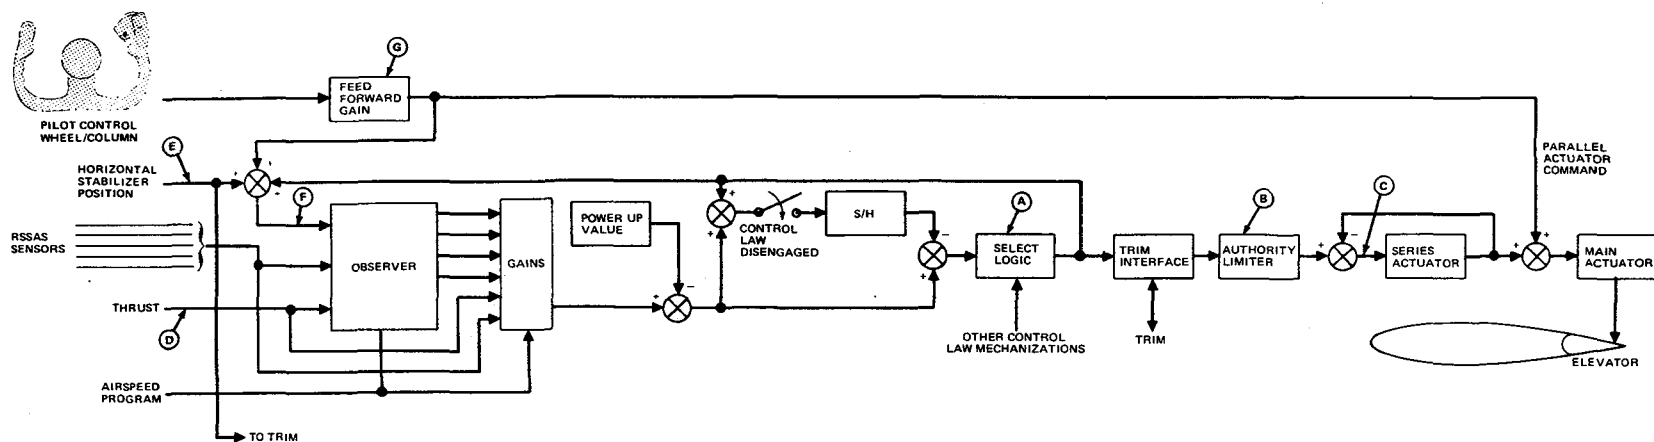 G
FEED
FORWARD
GAIN
PILOT CONTROL
WHEEL/COLUMN
E
HORIZONTAL
STABILIZER
POSITION
+
+
+
F
RSSAS
SENSORS
OBSERVER
GAINS
THRUST
D
AIRSPEED
PROGRAM
TO TRIM
POWER UP
VALUE
+
−
+
+
CONTROL
LAW
DISENGAGED
S/H
−
+
A
SELECT
LOGIC
OTHER CONTROL
LAW MECHANIZATIONS
TRIM
INTERFACE
TRIM
B
AUTHORITY
LIMITER
+
−
C
SERIES
ACTUATOR
PARALLEL
ACTUATOR
COMMAND
+
+
MAIN
ACTUATOR
ELEVATOR